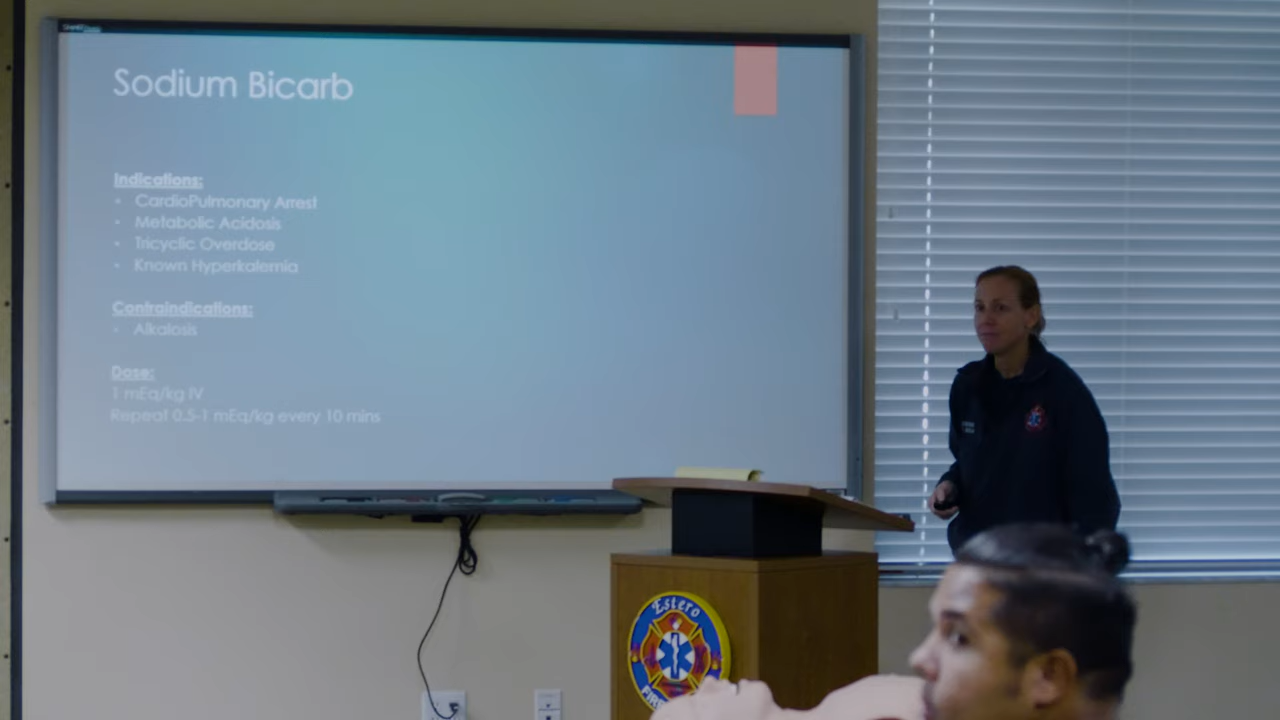 Sodium Bicarb
Indications:
• CardioPulmonary Arrest
• Metabolic Acidosis
• Tricyclic Overdose
• Known Hyperkalemia
Contraindications:
• Alkalosis
Dose:
1 mEq/kg IV
Repeat 0.5-1 mEq/kg every 10 mins
Estero
FIRE